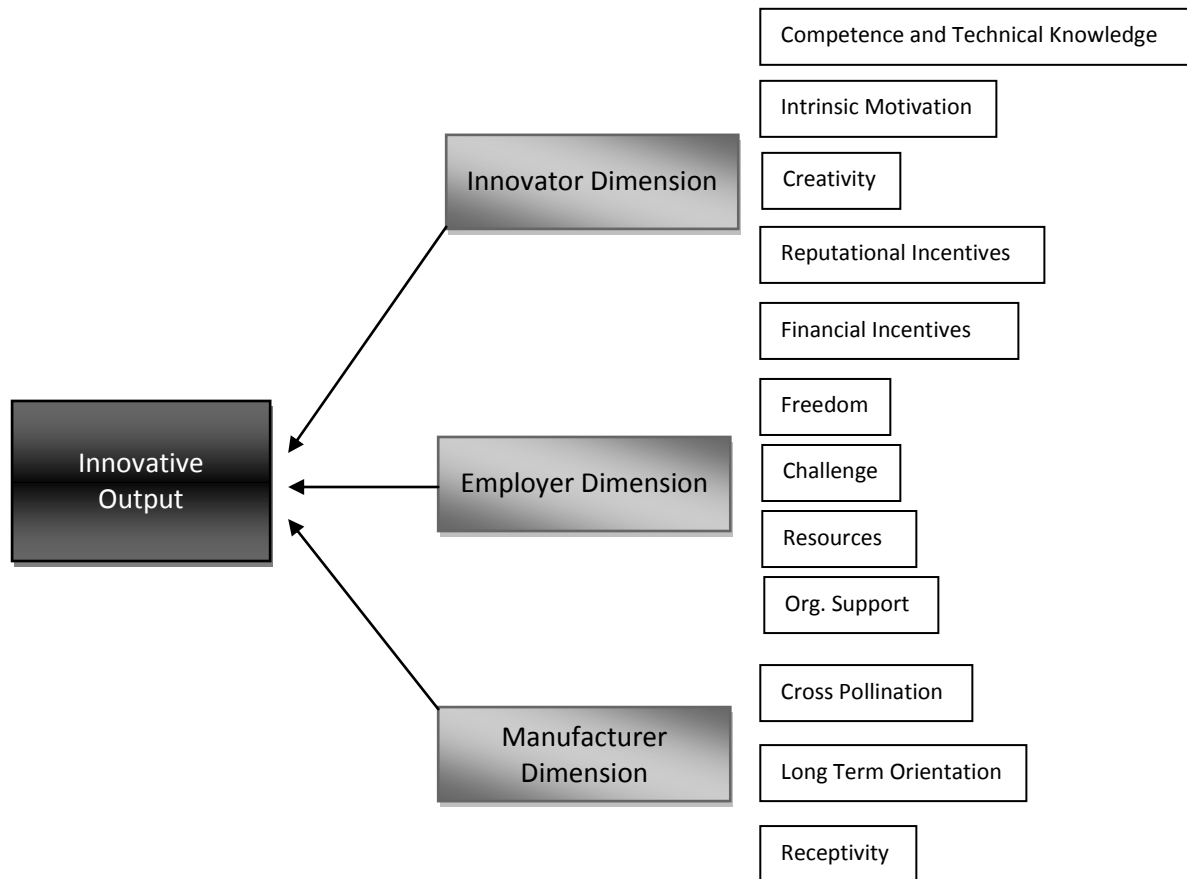 Innovative
Output
Innovator Dimension
Competence and Technical Knowledge
Intrinsic Motivation
Creativity
Reputational Incentives
Financial Incentives
Employer Dimension
Freedom
Challenge
Resources
Org. Support
Manufacturer
Dimension
Cross Pollination
Long Term Orientation
Receptivity